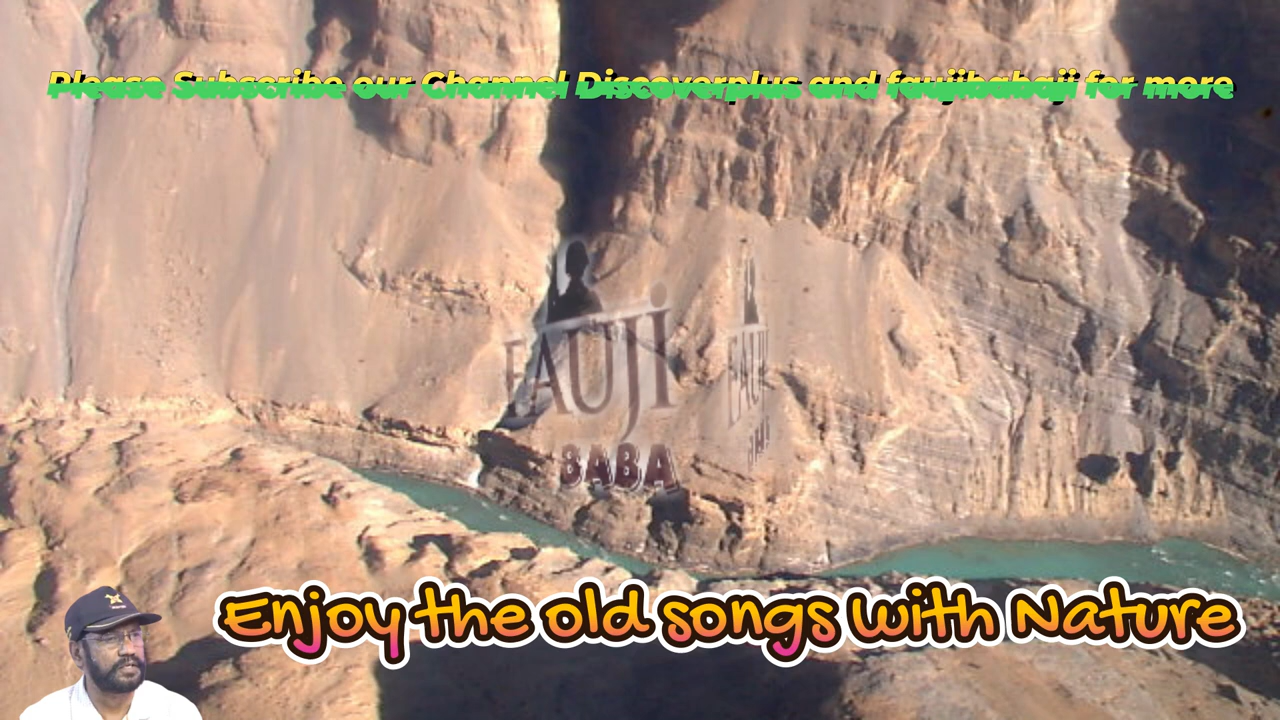 Please Subscribe our Channel Discoverplus and faujibabaji for more
FAUJI
BABA
Enjoy the old songs with Nature